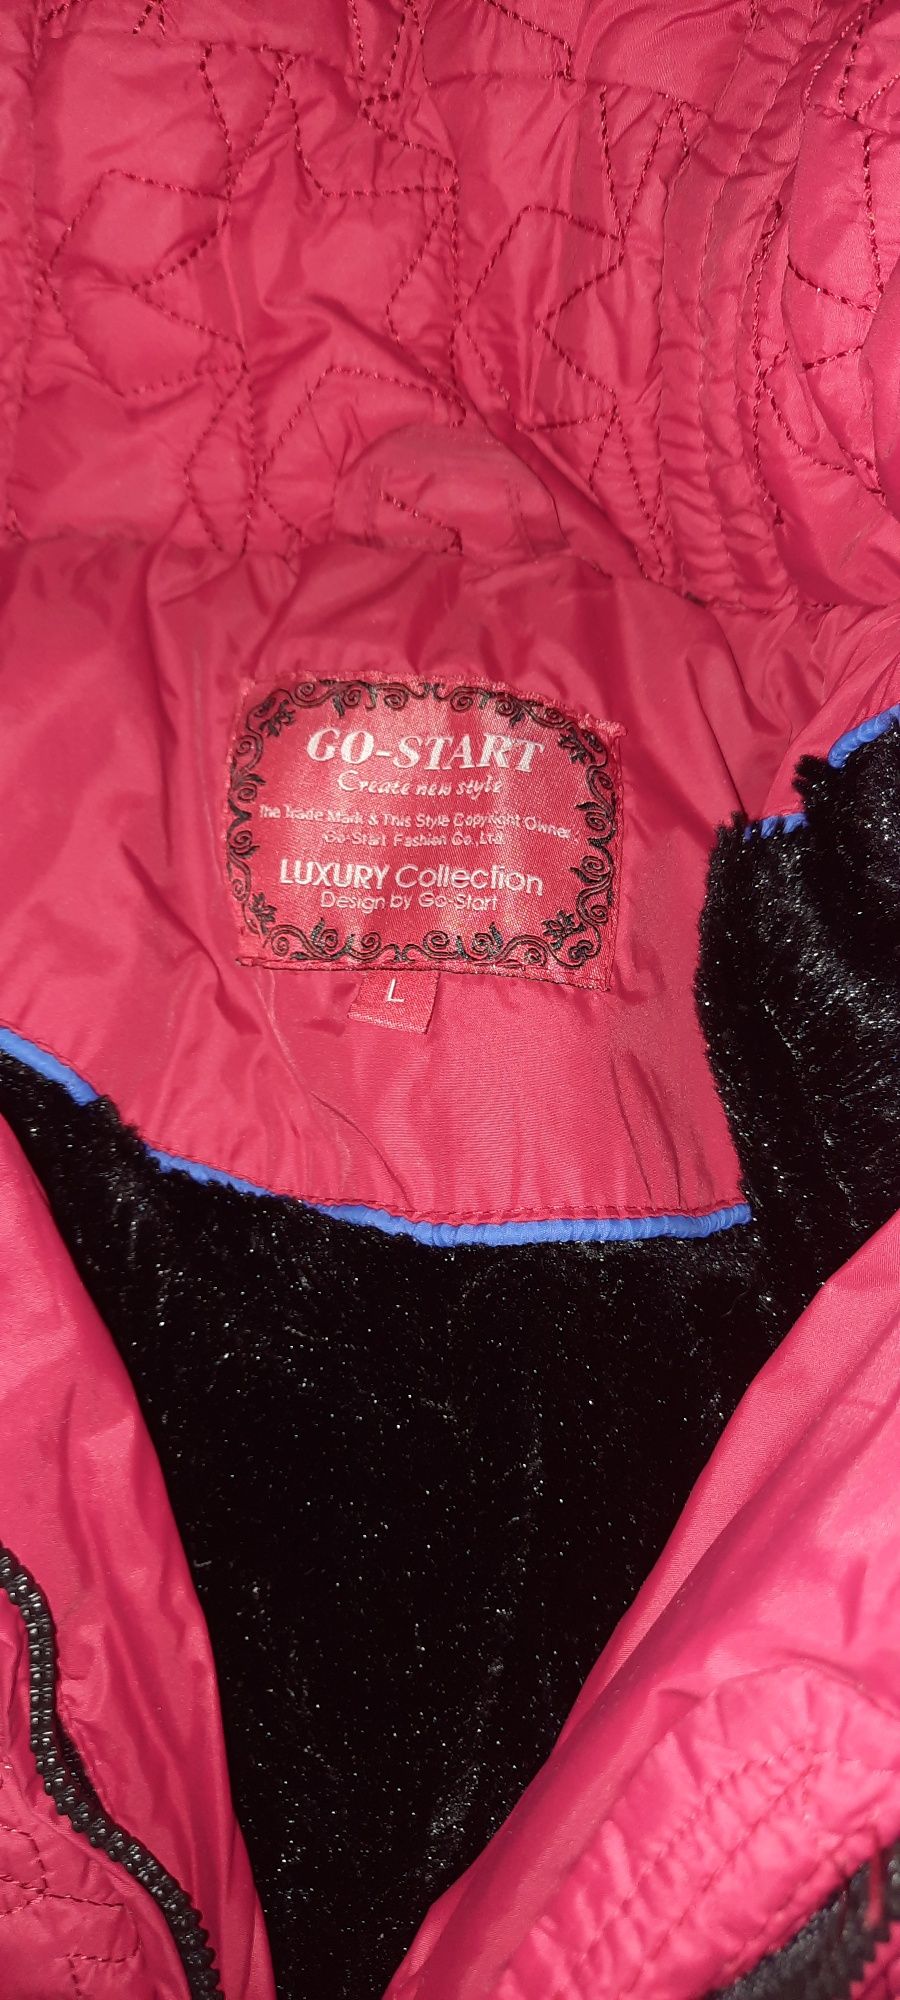 GO-START
Create new style
The Trade Mark & This Style Copyright Owner
Go-Start Fashion Co.,Ltd
LUXURY Collection
Design by Go-Start
L